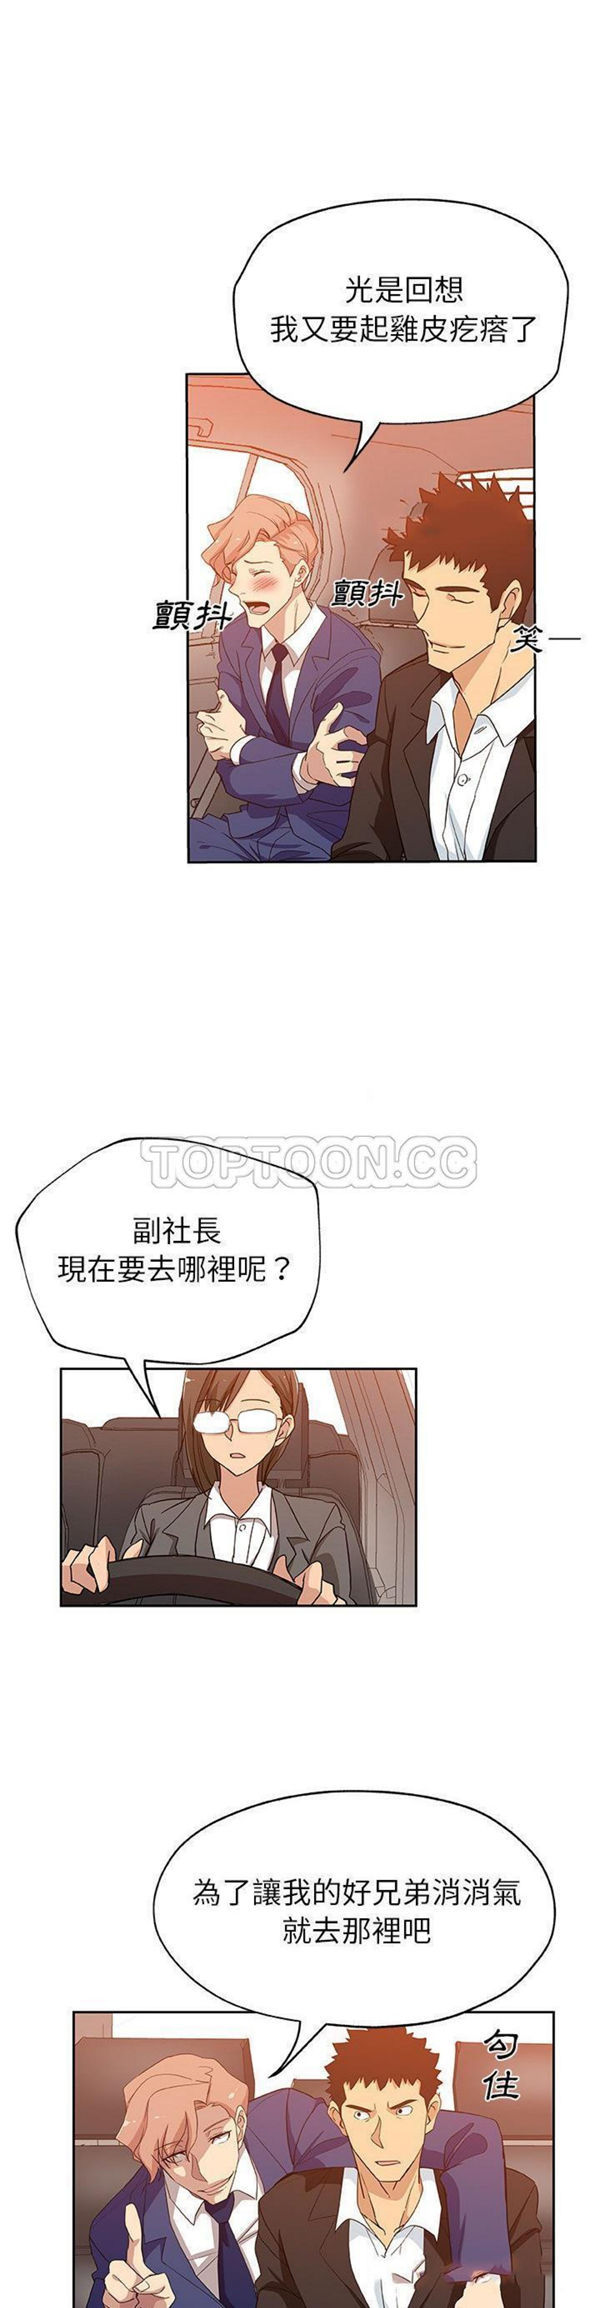 光是回想
我又要起雞皮疙瘩了
顫抖
顫抖
笑—
TOPTOON.CC
副社長
現在要去哪裡呢？
為了讓我的好兄弟消消氣
就去那裡吧
勾
住